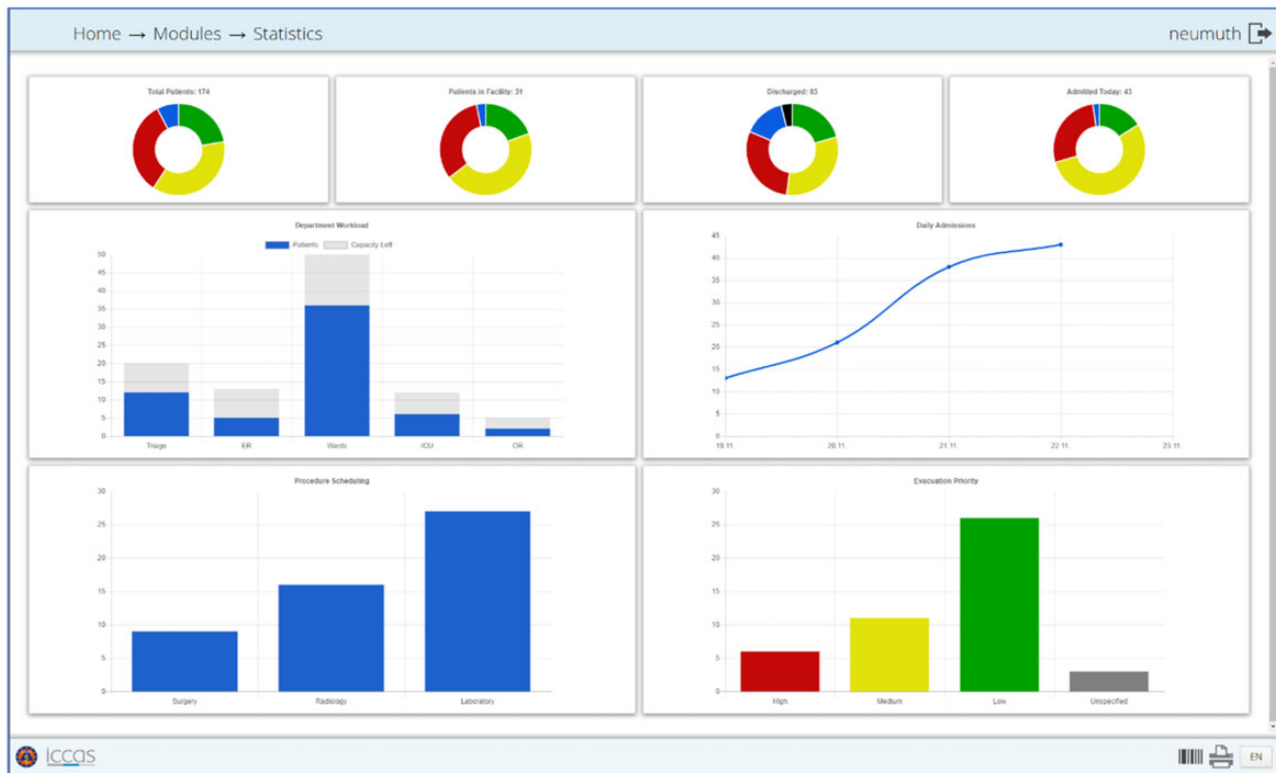 Home → Modules → Statistics
neumuth
Total Patients: 174
Patients in Facility: 31
Discharged: 83
Admitted Today: 43
Department Workload
Patients Capacity Left
50
45
40
35
30
25
20
15
10
5
0
Triage ER Wards ICU OR
Daily Admissions
45
40
35
30
25
20
15
10
5
0
19.11. 20.11. 21.11. 22.11. 23.11.
Procedure Scheduling
30
25
20
15
10
5
0
Surgery Radiology Laboratory
Evacuation Priority
30
25
20
15
10
5
0
High Medium Low Unspecified
iccas
EN